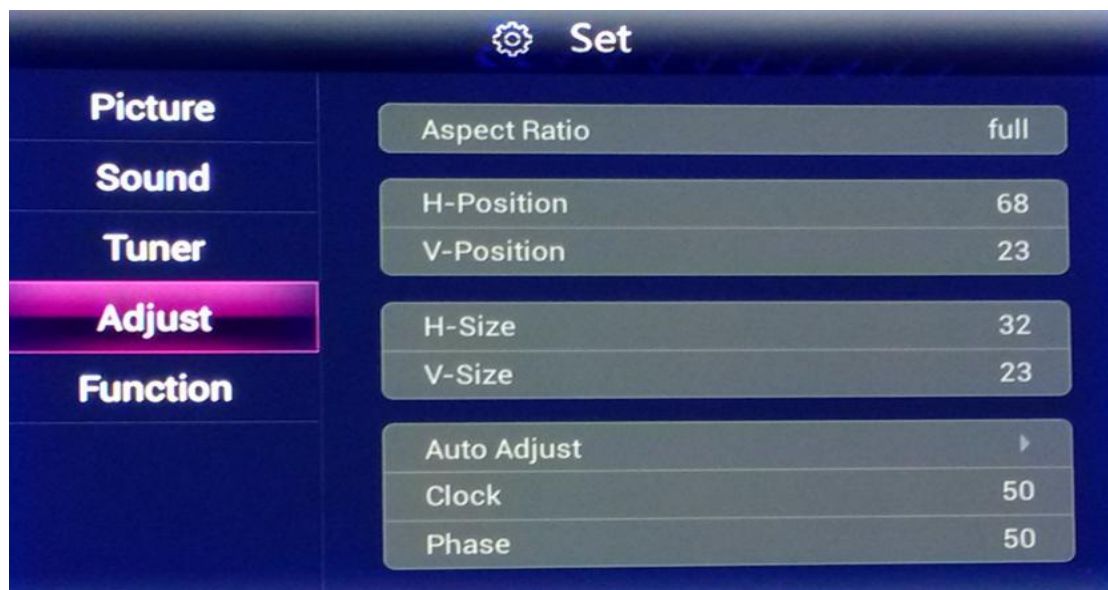 Set
Picture
Sound
Tuner
Adjust
Function
Aspect Ratio full
H-Position 68
V-Position 23
H-Size 32
V-Size 23
Auto Adjust
Clock 50
Phase 50